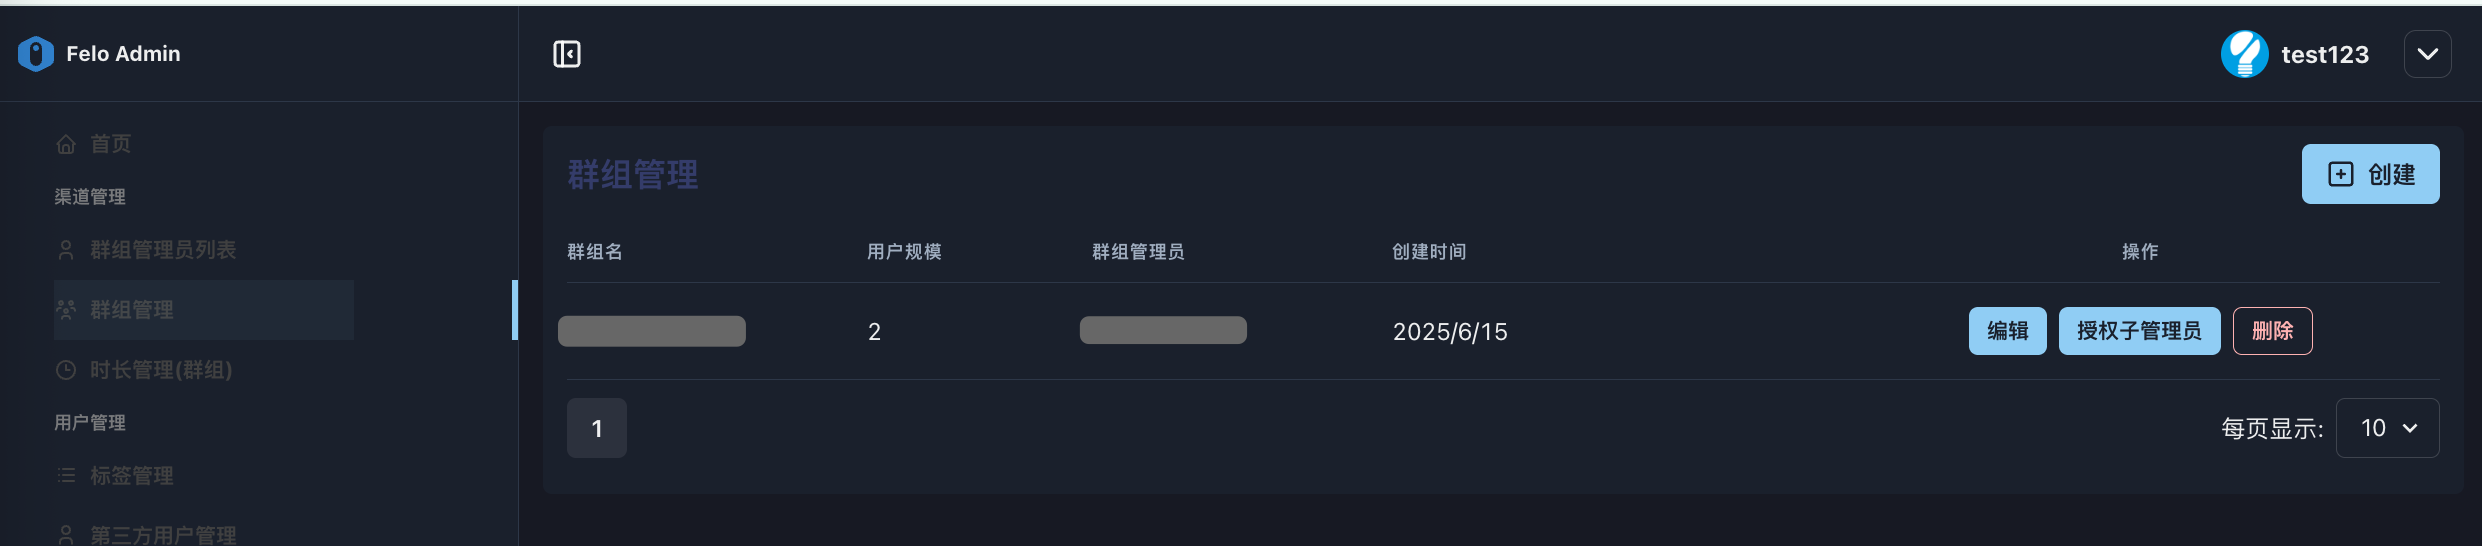 Felo Admin
test123
首页
渠道管理
群组管理员列表
群组管理
时长管理(群组)
用户管理
标签管理
第三方用户管理
群组管理
创建
群组名 用户规模 群组管理员 创建时间 操作
2 2025/6/15 编辑 授权子管理员 删除
1 每页显示: 10